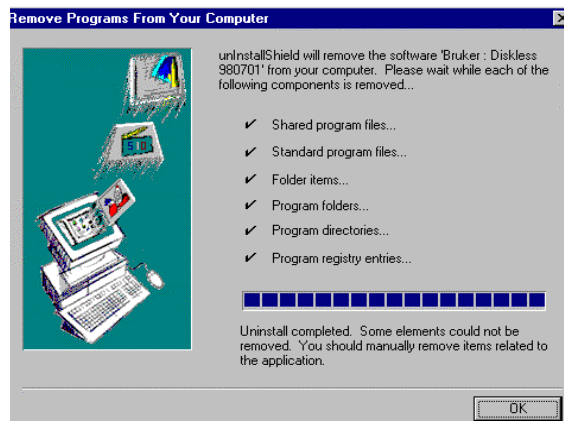 Remove Programs From Your Computer
unInstallShield will remove the software 'Bruker : Diskless
980701' from your computer. Please wait while each of the
following components is removed...
Shared program files...
Standard program files...
Folder items...
Program folders...
Program directories...
Program registry entries...
Uninstall completed. Some elements could not be
removed. You should manually remove items related to
the application.
OK